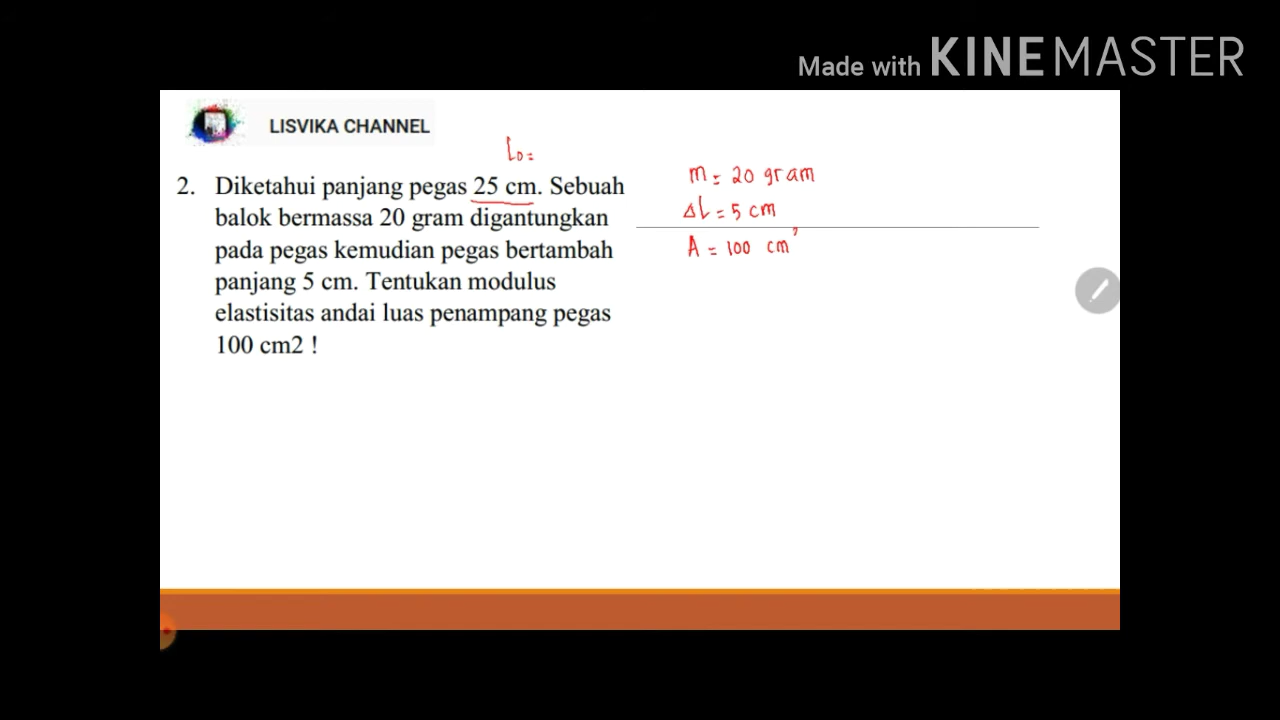 Made with KINEMASTER
LISVIKA CHANNEL
L0=
2. Diketahui panjang pegas 25 cm. Sebuah
balok bermassa 20 gram digantungkan
pada pegas kemudian pegas bertambah
panjang 5 cm. Tentukan modulus
elastisitas andai luas penampang pegas
100 cm2 !
m = 20 gram
ΔL = 5 cm
A = 100 cm²